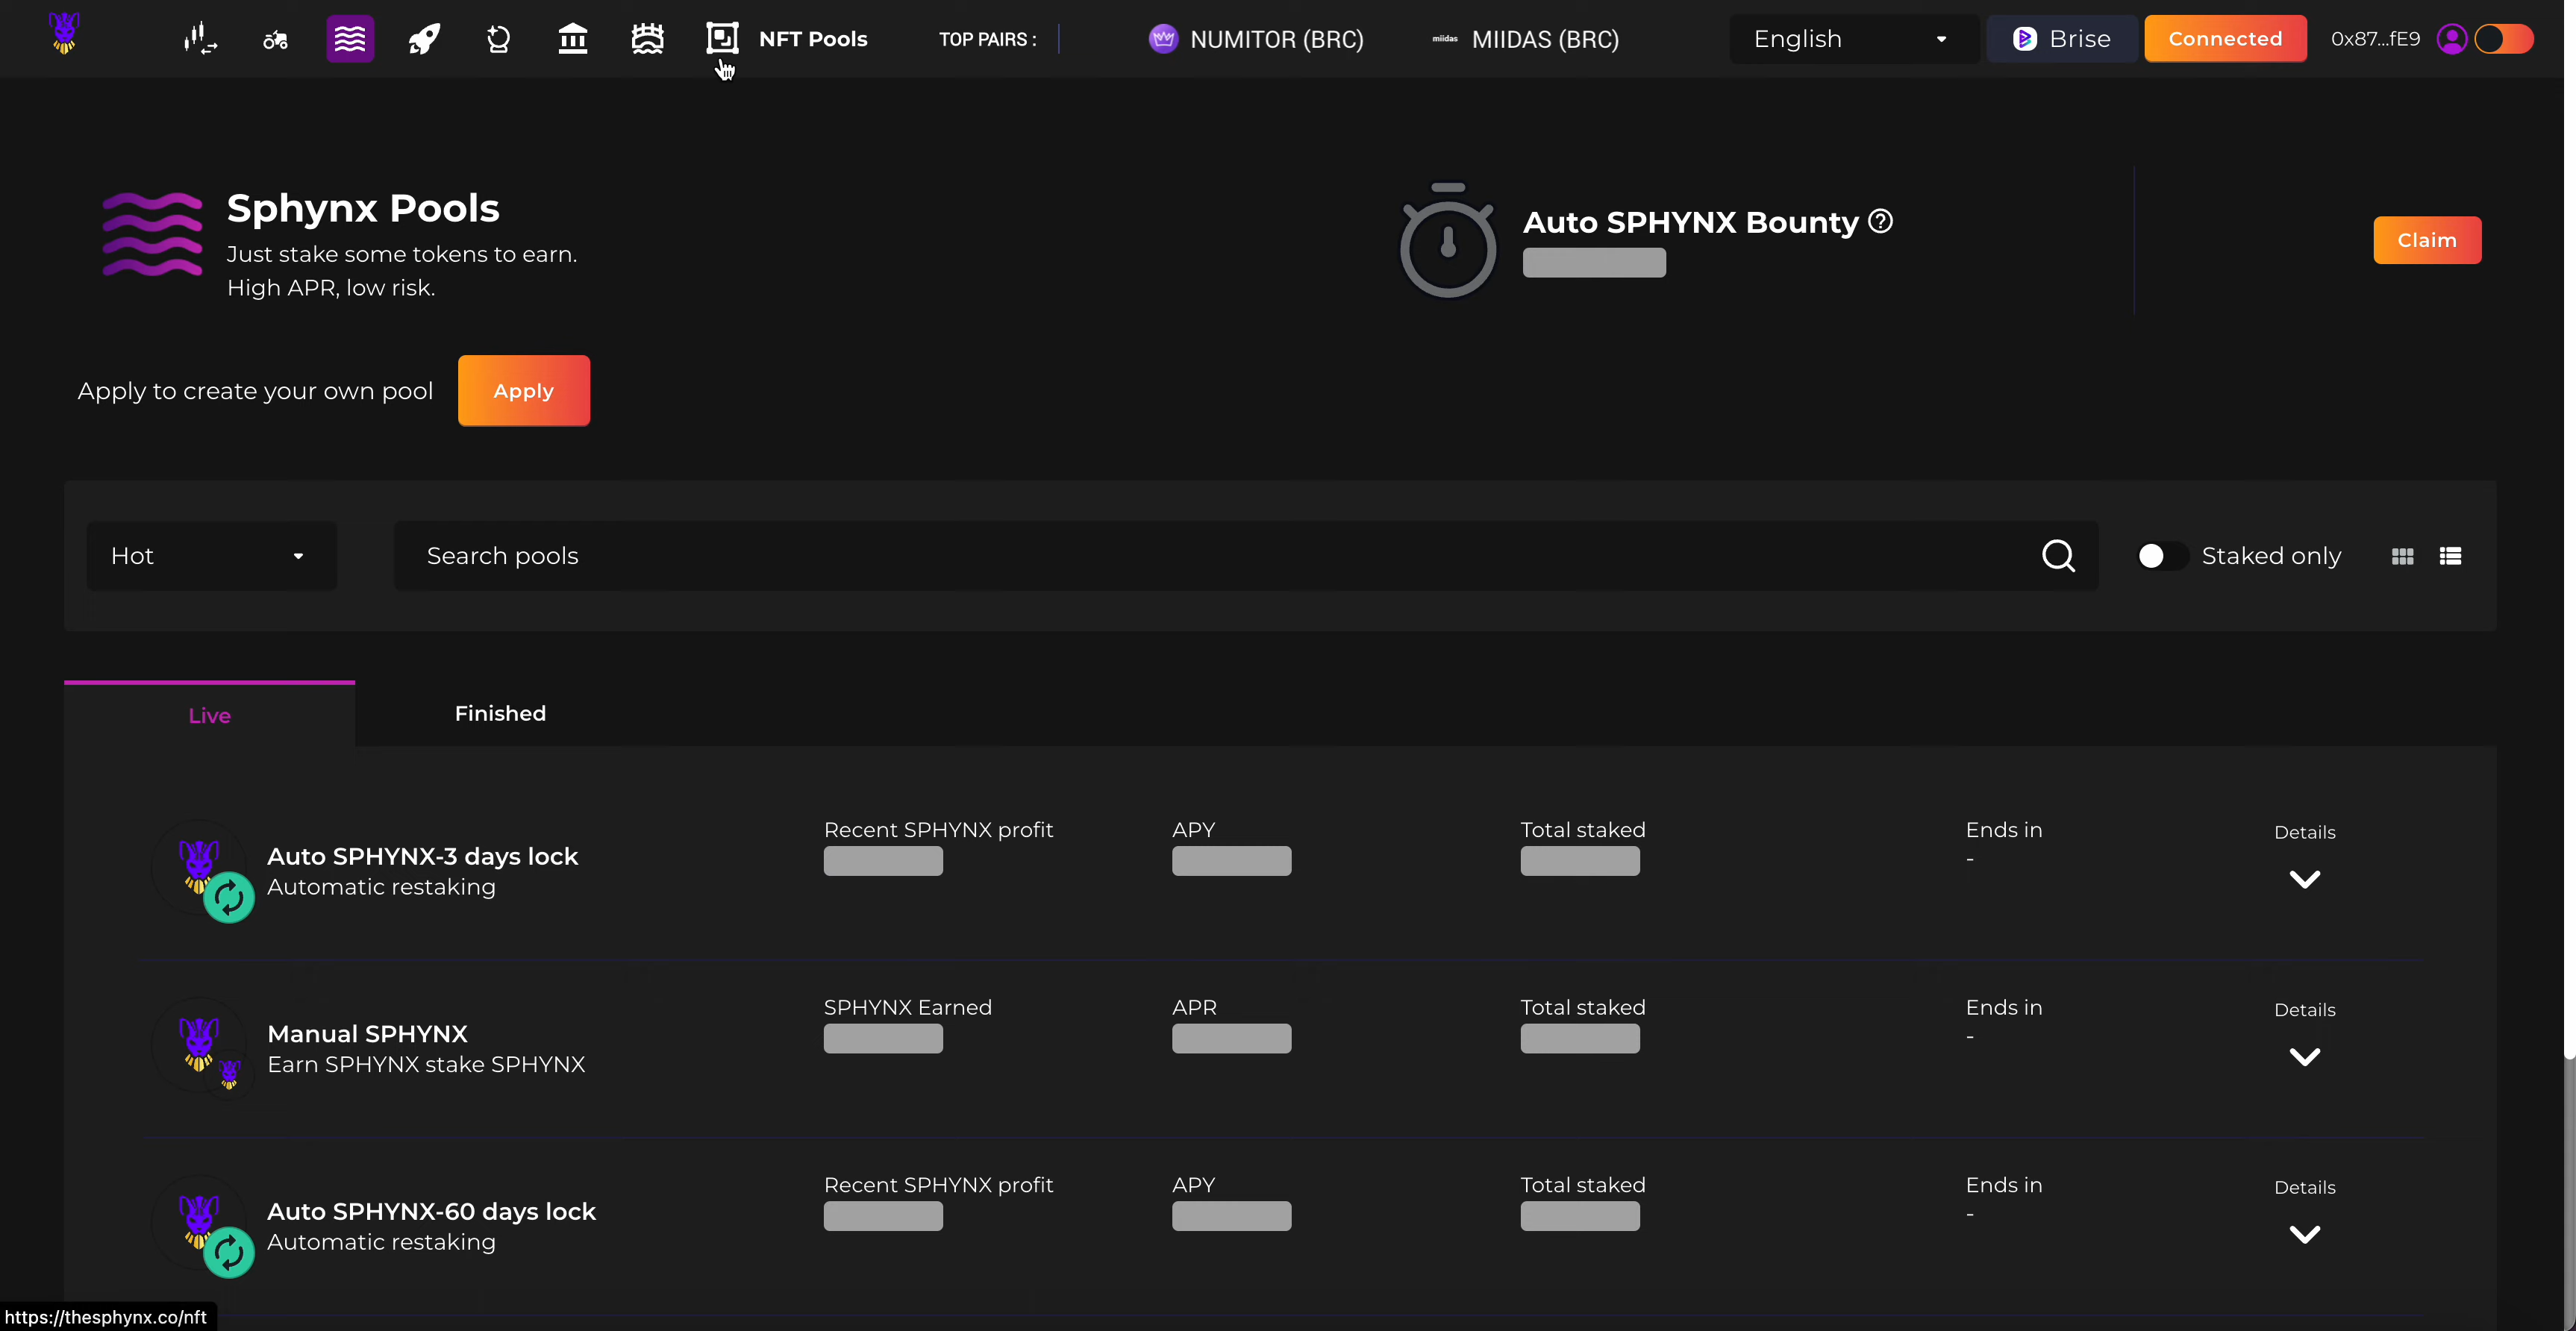 NFT Pools
TOP PAIRS :
NUMITOR (BRC)
miidas
MIIDAS (BRC)
English
Brise
Connected
0x87...fE9
Sphynx Pools
Just stake some tokens to earn.
High APR, low risk.
Auto SPHYNX Bounty
Claim
Apply to create your own pool
Apply
Hot
Search pools
Staked only
Live
Finished
Auto SPHYNX-3 days lock
Automatic restaking
Recent SPHYNX profit
APY
Total staked
Ends in
-
Details
Manual SPHYNX
Earn SPHYNX stake SPHYNX
SPHYNX Earned
APR
Total staked
Ends in
-
Details
Auto SPHYNX-60 days lock
Automatic restaking
Recent SPHYNX profit
APY
Total staked
Ends in
-
Details
https://thesphynx.co/nft